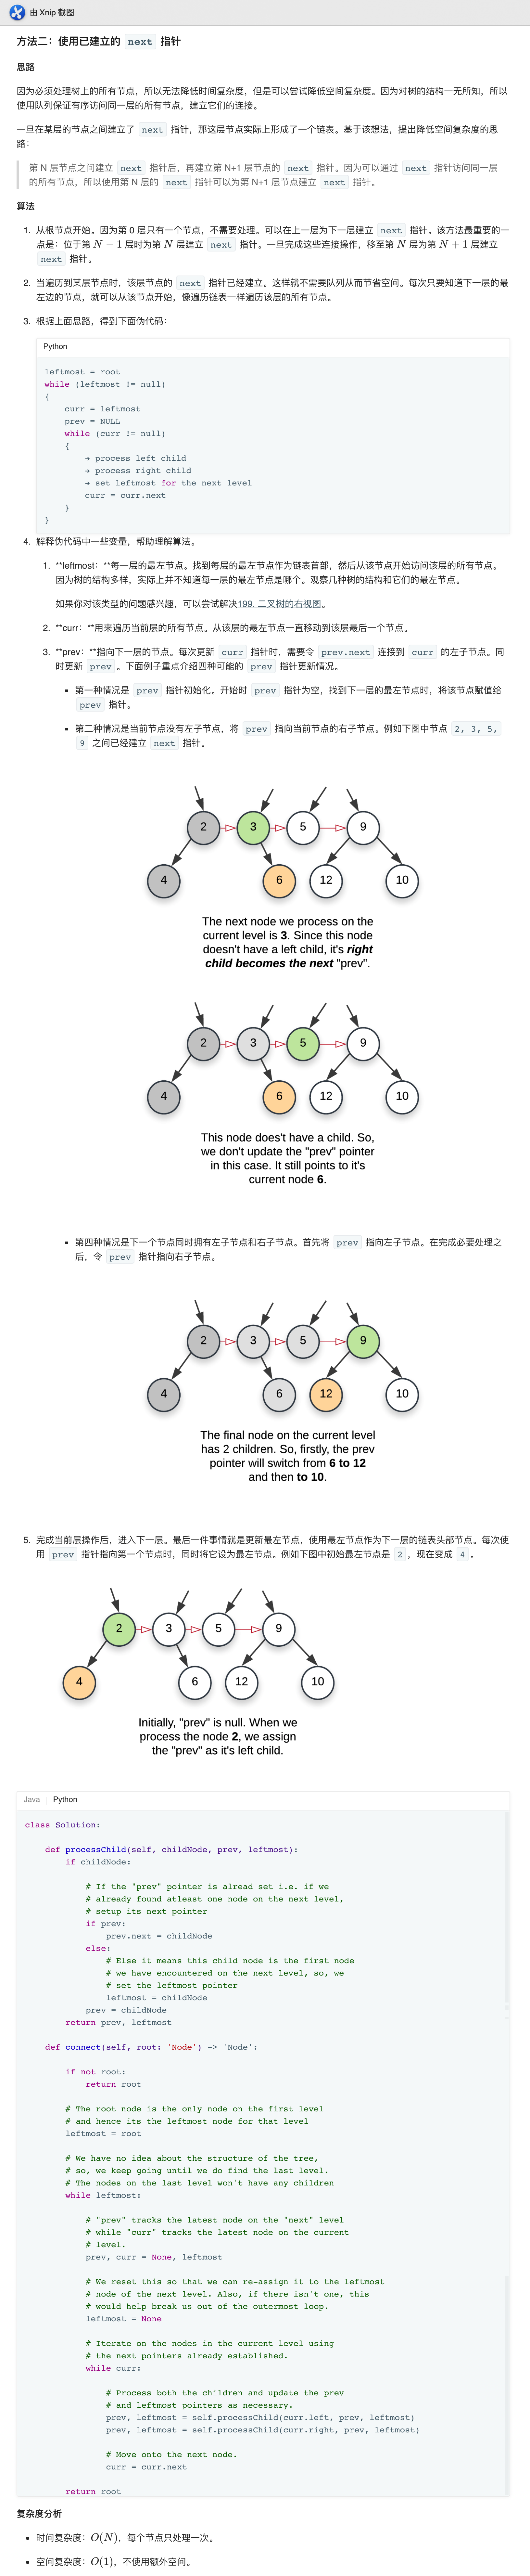 由 Xnip 截图
方法二：使用已建立的 next 指针
思路
因为必须处理树上的所有节点，所以无法降低时间复杂度，但是可以尝试降低空间复杂度。因为对树的结构一无所知，所以
使用队列保证有序访问同一层的所有节点，建立它们的连接。
一旦在某层的节点之间建立了 next 指针，那这层节点实际上形成了一个链表。基于该想法，提出降低空间复杂度的思
路：
第 N 层节点之间建立 next 指针后，再建立第 N+1 层节点的 next 指针。因为可以通过 next 指针访问同一层
的所有节点，所以使用第 N 层的 next 指针可以为第 N+1 层节点建立 next 指针。
算法
1. 从根节点开始。因为第 0 层只有一个节点，不需要处理。可以在上一层为下一层建立 next 指针。该方法最重要的一
点是：位于第 N − 1 层时为第 N 层建立 next 指针。一旦完成这些连接操作，移至第 N 层为第 N + 1 层建立
next 指针。
2. 当遍历到某层节点时，该层节点的 next 指针已经建立。这样就不需要队列从而节省空间。每次只要知道下一层的最
左边的节点，就可以从该节点开始，像遍历链表一样遍历该层的所有节点。
3. 根据上面思路，得到下面伪代码：
Python
leftmost = root
while (leftmost != null)
{
    curr = leftmost
    prev = NULL
    while (curr != null)
    {
        → process left child
        → process right child
        → set leftmost for the next level
        curr = curr.next
    }
}
4. 解释伪代码中一些变量，帮助理解算法。
1. **leftmost：**每一层的最左节点。找到每层的最左节点作为链表首部，然后从该节点开始访问该层的所有节点。
因为树的结构多样，实际上并不知道每一层的最左节点是哪个。观察几种树的结构和它们的最左节点。
如果你对该类型的问题感兴趣，可以尝试解决199. 二叉树的右视图。
2. **curr：**用来遍历当前层的所有节点。从该层的最左节点一直移动到该层最后一个节点。
3. **prev：**指向下一层的节点。每次更新 curr 指针时，需要令 prev.next 连接到 curr 的左子节点。同
时更新 prev 。下面例子重点介绍四种可能的 prev 指针更新情况。
▪ 第一种情况是 prev 指针初始化。开始时 prev 指针为空，找到下一层的最左节点时，将该节点赋值给
prev 指针。
▪ 第二种情况是当前节点没有左子节点，将 prev 指向当前节点的右子节点。例如下图中节点 2, 3, 5,
9 之间已经建立 next 指针。
2 3 5 9
4 6 12 10
The next node we process on the
current level is 3. Since this node
doesn't have a left child, it's right
child becomes the next "prev".
2 3 5 9
4 6 12 10
This node does't have a child. So,
we don't update the "prev" pointer
in this case. It still points to it's
current node 6.
▪ 第四种情况是下一个节点同时拥有左子节点和右子节点。首先将 prev 指向左子节点。在完成必要处理之
后，令 prev 指针指向右子节点。
2 3 5 9
4 6 12 10
The final node on the current level
has 2 children. So, firstly, the prev
pointer will switch from 6 to 12
and then to 10.
5. 完成当前层操作后，进入下一层。最后一件事情就是更新最左节点，使用最左节点作为下一层的链表头部节点。每次使
用 prev 指针指向第一个节点时，同时将它设为最左节点。例如下图中初始最左节点是 2 ，现在变成 4 。
2 3 5 9
4 6 12 10
Initially, "prev" is null. When we
process the node 2, we assign
the "prev" as it's left child.
Java Python
class Solution:
    def processChild(self, childNode, prev, leftmost):
        if childNode:
            # If the "prev" pointer is alread set i.e. if we
            # already found atleast one node on the next level,
            # setup its next pointer
            if prev:
                prev.next = childNode
            else:
                # Else it means this child node is the first node
                # we have encountered on the next level, so, we
                # set the leftmost pointer
                leftmost = childNode
            prev = childNode
        return prev, leftmost
    def connect(self, root: 'Node') -> 'Node':
        if not root:
            return root
        # The root node is the only node on the first level
        # and hence its the leftmost node for that level
        leftmost = root
        # We have no idea about the structure of the tree,
        # so, we keep going until we do find the last level.
        # The nodes on the last level won't have any children
        while leftmost:
            # "prev" tracks the latest node on the "next" level
            # while "curr" tracks the latest node on the current
            # level.
            prev, curr = None, leftmost
            # We reset this so that we can re-assign it to the leftmost
            # node of the next level. Also, if there isn't one, this
            # would help break us out of the outermost loop.
            leftmost = None
            # Iterate on the nodes in the current level using
            # the next pointers already established.
            while curr:
                # Process both the children and update the prev
                # and leftmost pointers as necessary.
                prev, leftmost = self.processChild(curr.left, prev, leftmost)
                prev, leftmost = self.processChild(curr.right, prev, leftmost)
                # Move onto the next node.
                curr = curr.next
        return root
复杂度分析
• 时间复杂度：O(N)，每个节点只处理一次。
• 空间复杂度：O(1)，不使用额外空间。